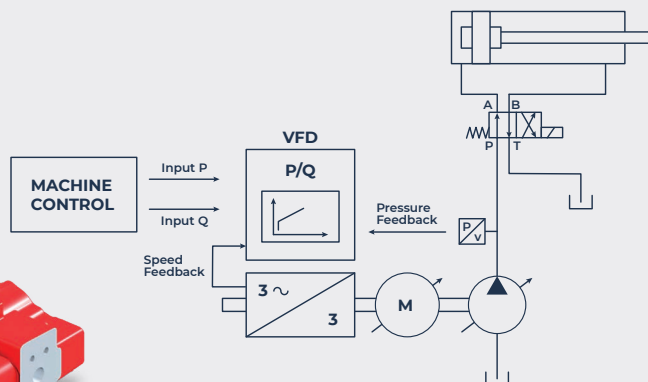 A B
P T
VFD
P/Q
Input P
MACHINE
CONTROL
Input Q
Pressure
Feedback
P
V
Speed
Feedback
3 ~
3
M